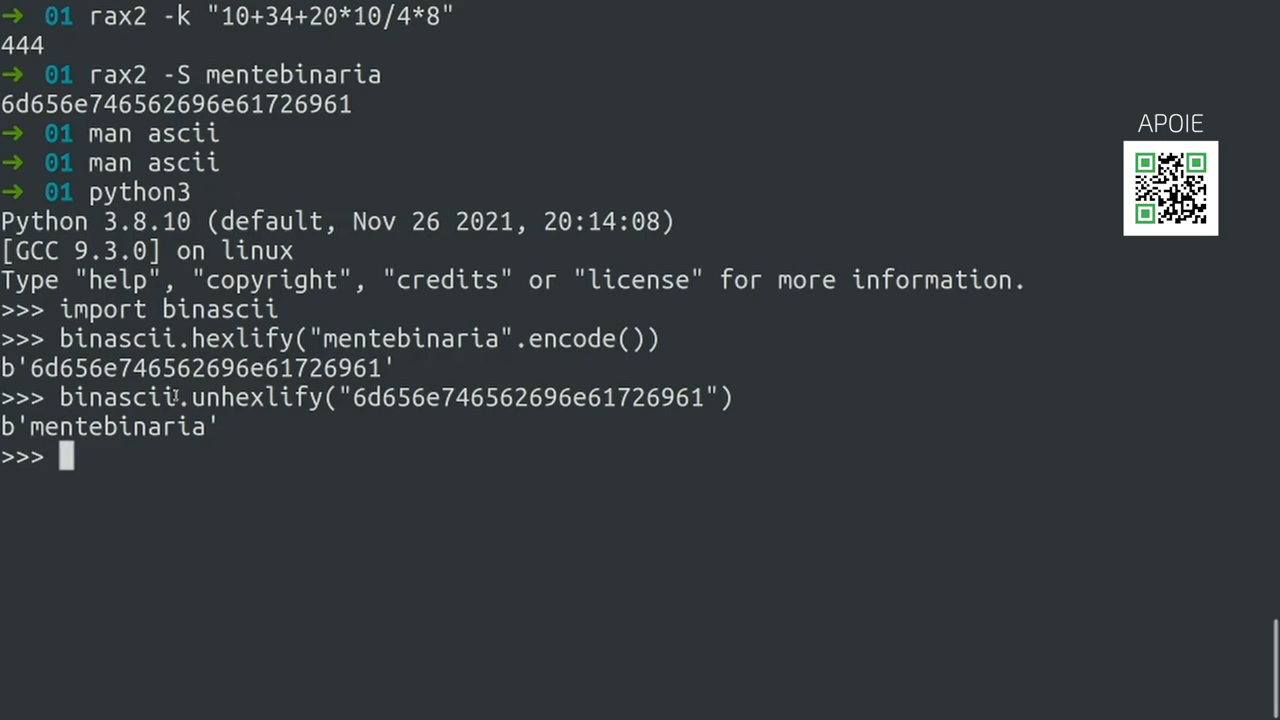 ➜ 01 rax2 -k "10+34+20*10/4*8"
444
➜ 01 rax2 -S mentebinaria
6d656e746562696e61726961
➜ 01 man ascii
➜ 01 man ascii
➜ 01 python3
Python 3.8.10 (default, Nov 26 2021, 20:14:08)
[GCC 9.3.0] on linux
Type "help", "copyright", "credits" or "license" for more information.
>>> import binascii
>>> binascii.hexlify("mentebinaria".encode())
b'6d656e746562696e61726961'
>>> binascii.unhexlify("6d656e746562696e61726961")
b'mentebinaria'
>>>
APOIE